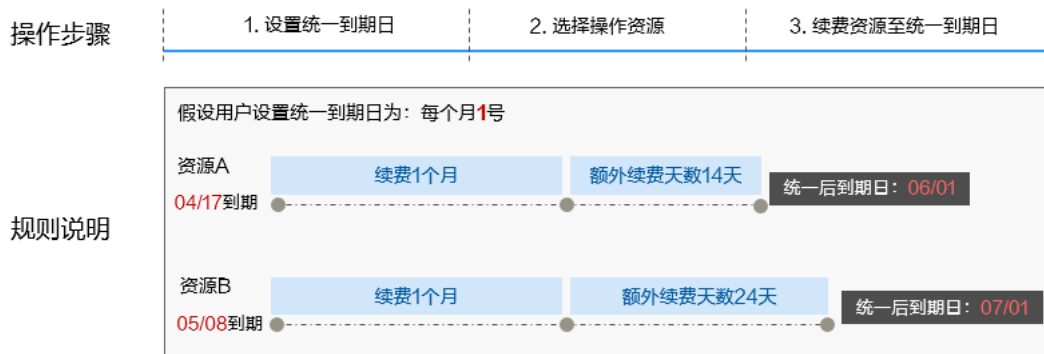 操作步骤
1. 设置统一到期日
2. 选择操作资源
3. 续费资源至统一到期日
规则说明
假设用户设置统一到期日为：每个月1号
资源A
04/17到期
续费1个月
额外续费天数14天
统一后到期日：06/01
资源B
05/08到期
续费1个月
额外续费天数24天
统一后到期日：07/01